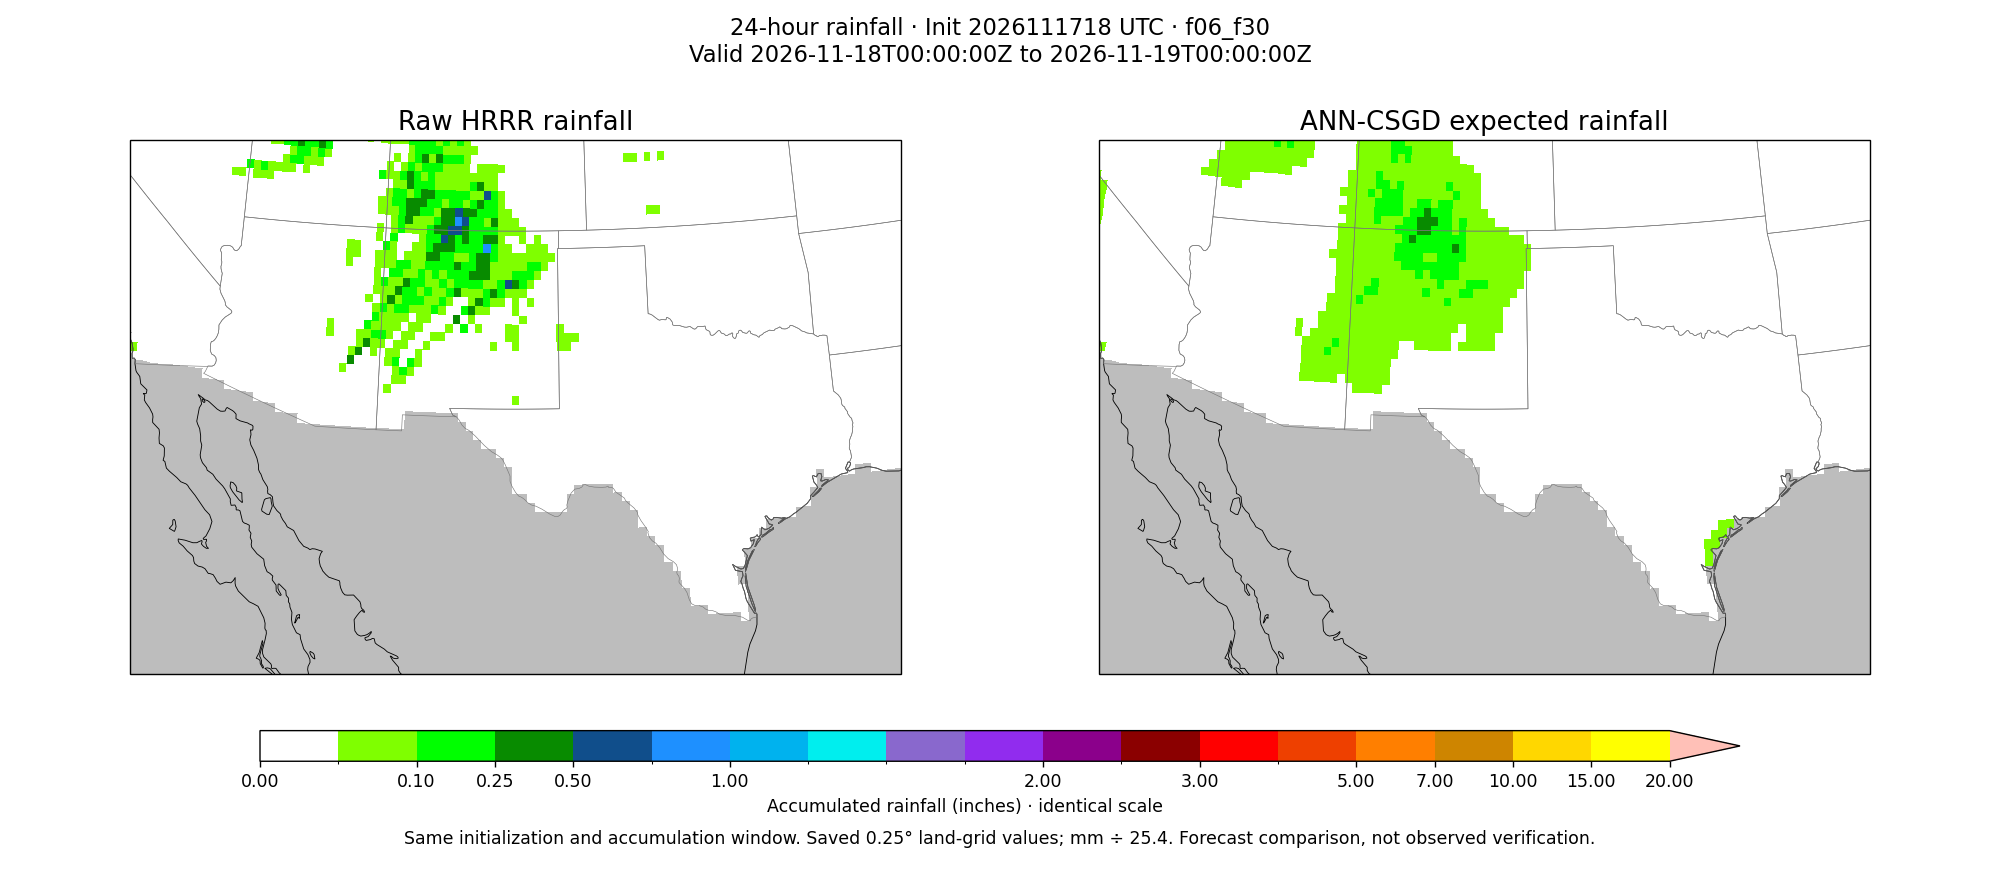 24-hour rainfall · Init 2026111718 UTC · f06_f30
Valid 2026-11-18T00:00:00Z to 2026-11-19T00:00:00Z
Raw HRRR rainfall
ANN-CSGD expected rainfall
0.00 0.10 0.25 0.50 1.00 2.00 3.00 5.00 7.00 10.00 15.00 20.00
Accumulated rainfall (inches) · identical scale
Same initialization and accumulation window. Saved 0.25° land-grid values; mm ÷ 25.4. Forecast comparison, not observed verification.